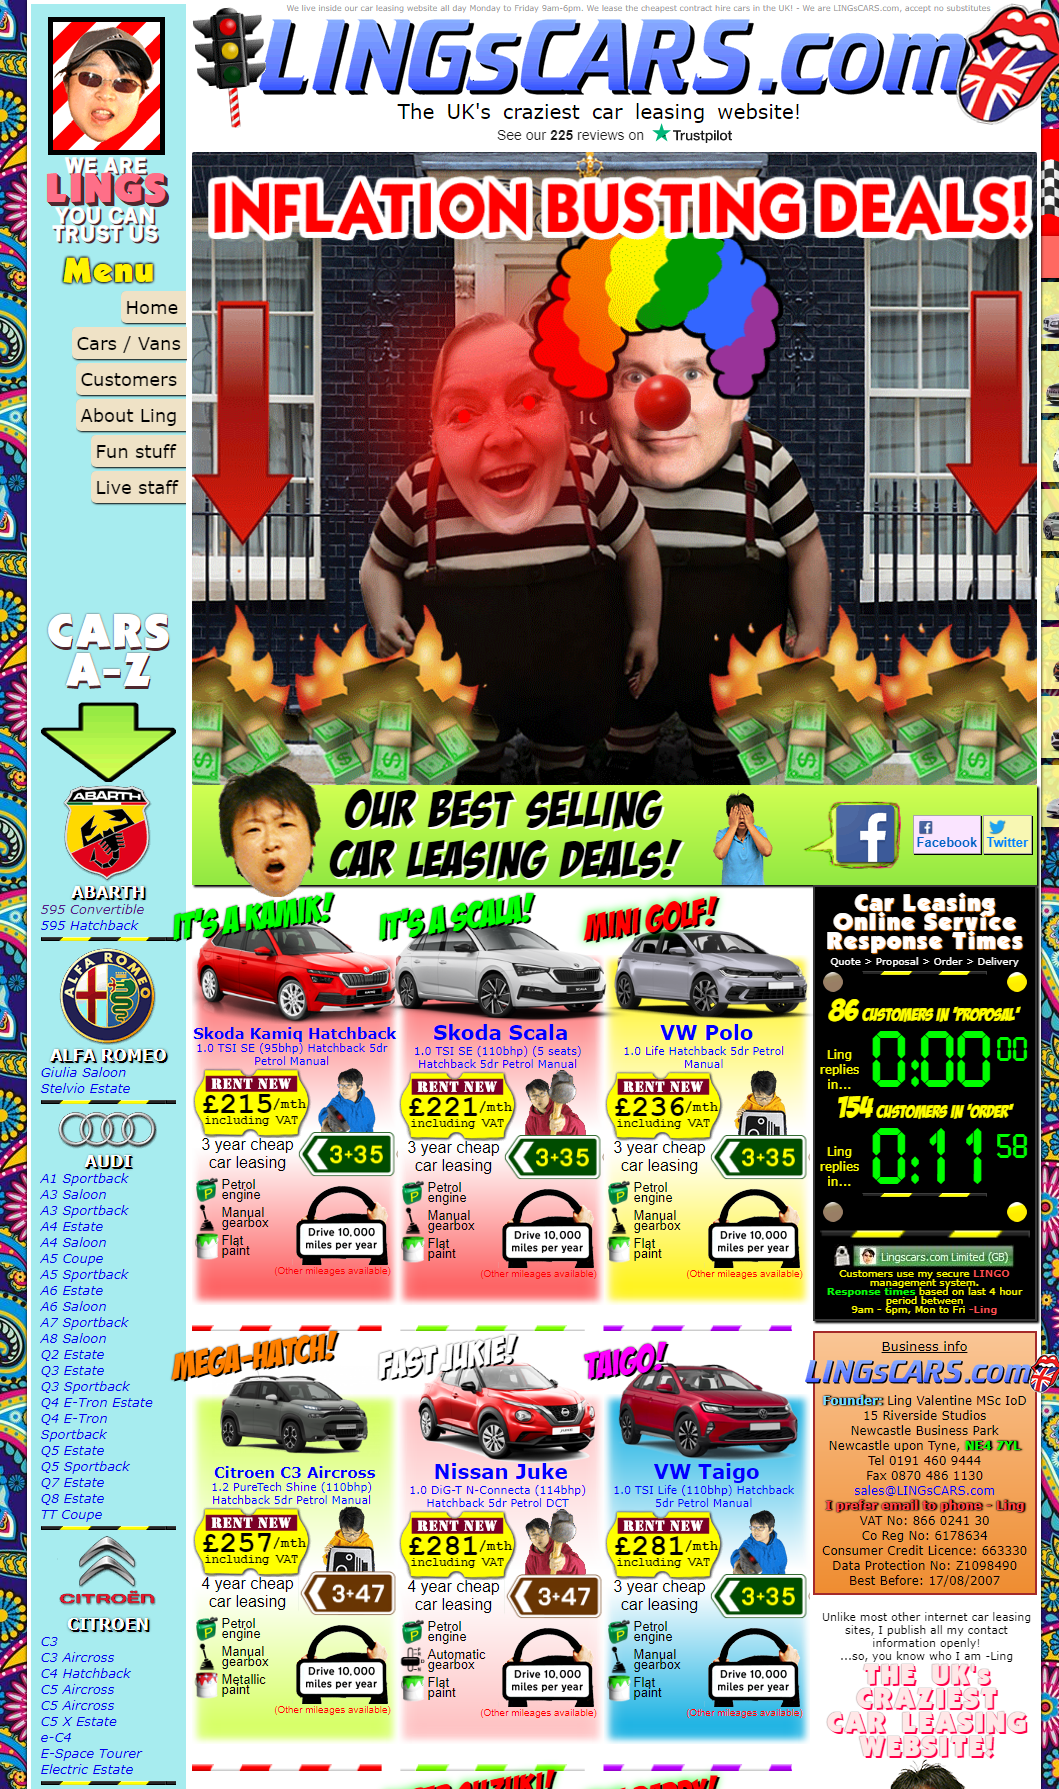 We live inside our car leasing website all day Monday to Friday 9am-6pm. We lease the cheapest contract hire cars in the UK! - We are LINGsCARS.com, accept no substitutes
LINGsCARS.com
The UK's craziest car leasing website!
See our 225 reviews on Trustpilot
WE ARE
LINGS
YOU CAN
TRUST US
Menu
Home
Cars / Vans
Customers
About Ling
Fun stuff
Live staff
CARS
A-Z
ABARTH
ABARTH
595 Convertible
595 Hatchback
ALFA ROMEO
ALFA ROMEO
Giulia Saloon
Stelvio Estate
AUDI
A1 Sportback
A3 Saloon
A3 Sportback
A4 Estate
A4 Saloon
A5 Coupe
A5 Sportback
A6 Estate
A6 Saloon
A7 Sportback
A8 Saloon
Q2 Estate
Q3 Estate
Q3 Sportback
Q4 E-Tron Estate
Q4 E-Tron
Sportback
Q5 Estate
Q5 Sportback
Q7 Estate
Q8 Estate
TT Coupe
CITROËN
CITROEN
C3
C3 Aircross
C4 Hatchback
C5 Aircross
C5 Aircross
C5 X Estate
e-C4
E-Space Tourer
Electric Estate
INFLATION BUSTING DEALS!
OUR BEST SELLING
CAR LEASING DEALS!
Facebook
Twitter
IT'S A KAMIK!
Skoda Kamiq Hatchback
1.0 TSI SE (95bhp) Hatchback 5dr
Petrol Manual
RENT NEW
£215/mth
including VAT
3 year cheap
car leasing
3+35
Petrol
engine
Manual
gearbox
Flat
paint
Drive 10,000
miles per year
(Other mileages available)
IT'S A SCALA!
SCALA
Skoda Scala
1.0 TSI SE (110bhp) (5 seats)
Hatchback 5dr Petrol Manual
RENT NEW
£221/mth
including VAT
3 year cheap
car leasing
3+35
Petrol
engine
Manual
gearbox
Flat
paint
Drive 10,000
miles per year
(Other mileages available)
MINI GOLF!
VW Polo
1.0 Life Hatchback 5dr Petrol
Manual
RENT NEW
£236/mth
including VAT
3 year cheap
car leasing
3+35
Petrol
engine
Manual
gearbox
Flat
paint
Drive 10,000
miles per year
(Other mileages available)
MEGA-HATCH!
Citroen C3 Aircross
1.2 PureTech Shine (110bhp)
Hatchback 5dr Petrol Manual
RENT NEW
£257/mth
including VAT
4 year cheap
car leasing
3+47
Petrol
engine
Manual
gearbox
Metallic
paint
Drive 10,000
miles per year
(Other mileages available)
FAST JUKIE!
Nissan Juke
1.0 DiG-T N-Connecta (114bhp)
Hatchback 5dr Petrol DCT
RENT NEW
£281/mth
including VAT
4 year cheap
car leasing
3+47
Petrol
engine
Automatic
gearbox
Flat
paint
Drive 10,000
miles per year
(Other mileages available)
TAIGO!
VW Taigo
1.0 TSI Life (110bhp) Hatchback
5dr Petrol Manual
RENT NEW
£281/mth
including VAT
3 year cheap
car leasing
3+35
Petrol
engine
Manual
gearbox
Flat
paint
Drive 10,000
miles per year
(Other mileages available)
Car Leasing
Online Service
Response Times
Quote > Proposal > Order > Delivery
86 CUSTOMERS IN 'PROPOSAL'
Ling
replies
in...
0:00 00
154 CUSTOMERS IN 'ORDER'
Ling
replies
in...
0:11 58
Lingscars.com Limited (GB)
Customers use my secure LINGO
management system.
Response times based on last 4 hour
period between
9am - 6pm, Mon to Fri -Ling
Business info
LINGsCARS.com
Founder: Ling Valentine MSc IoD
15 Riverside Studios
Newcastle Business Park
Newcastle upon Tyne, NE4 7YL
Tel 0191 460 9444
Fax 0870 486 1130
sales@LINGsCARS.com
I prefer email to phone - Ling
VAT No: 866 0241 30
Co Reg No: 6178634
Consumer Credit Licence: 663330
Data Protection No: Z1098490
Best Before: 17/08/2007
Unlike most other internet car leasing
sites, I publish all my contact
information openly!
...so, you know who I am -Ling
THE UK's
CRAZIEST
CAR LEASING
WEBSITE!